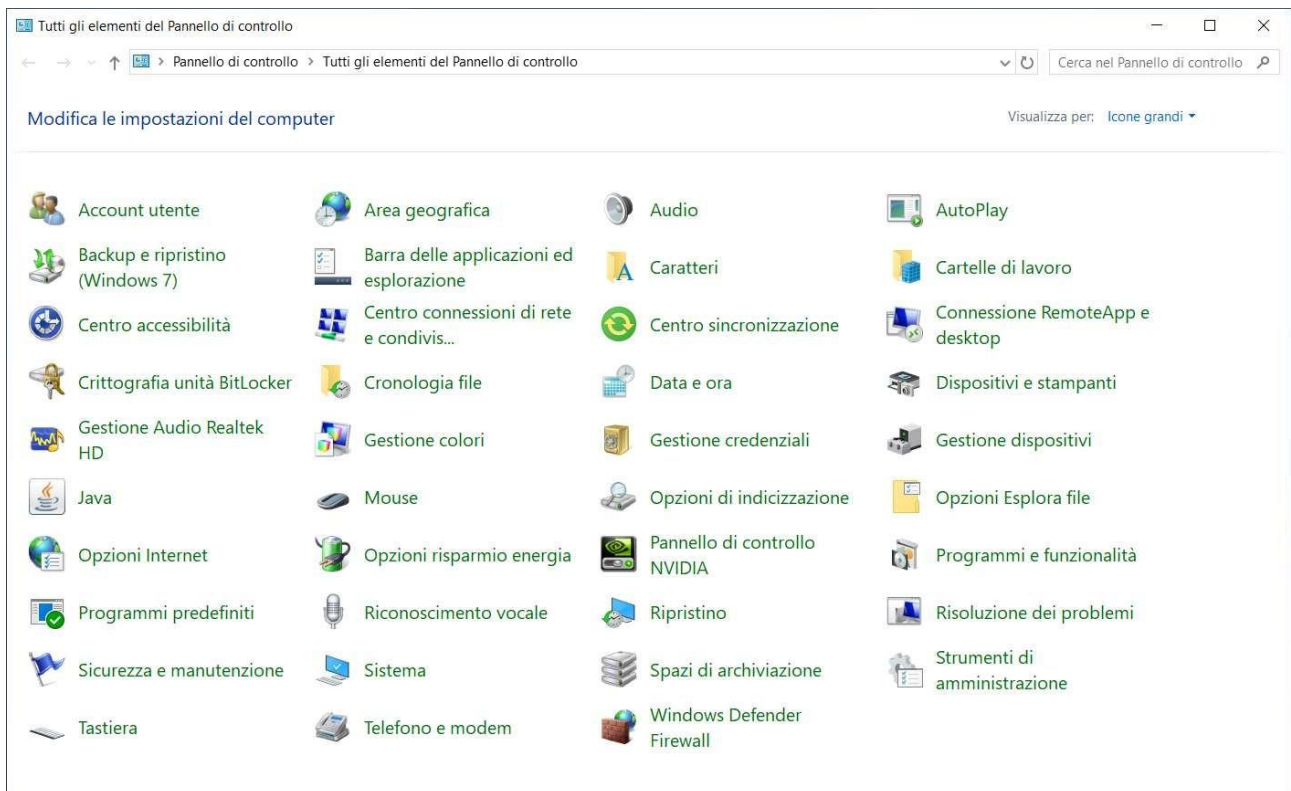 Tutti gli elementi del Pannello di controllo
Pannello di controllo > Tutti gli elementi del Pannello di controllo
Cerca nel Pannello di controllo
Modifica le impostazioni del computer
Visualizza per: Icone grandi
Account utente
Area geografica
Audio
AutoPlay
Backup e ripristino
(Windows 7)
Barra delle applicazioni ed
esplorazione
Caratteri
Cartelle di lavoro
Centro accessibilità
Centro connessioni di rete
e condivis...
Centro sincronizzazione
Connessione RemoteApp e
desktop
Crittografia unità BitLocker
Cronologia file
Data e ora
Dispositivi e stampanti
Gestione Audio Realtek
HD
Gestione colori
Gestione credenziali
Gestione dispositivi
Java
Mouse
Opzioni di indicizzazione
Opzioni Esplora file
Opzioni Internet
Opzioni risparmio energia
Pannello di controllo
NVIDIA
Programmi e funzionalità
Programmi predefiniti
Riconoscimento vocale
Ripristino
Risoluzione dei problemi
Sicurezza e manutenzione
Sistema
Spazi di archiviazione
Strumenti di
amministrazione
Tastiera
Telefono e modem
Windows Defender
Firewall